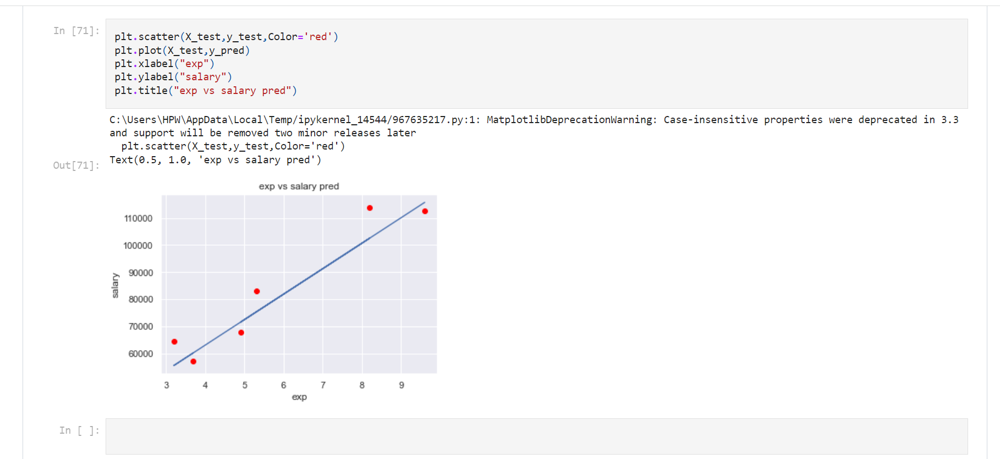 In [71]:
plt.scatter(X_test,y_test,Color='red')
plt.plot(X_test,y_pred)
plt.xlabel("exp")
plt.ylabel("salary")
plt.title("exp vs salary pred")
C:\Users\HPW\AppData\Local\Temp/ipykernel_14544/967635217.py:1: MatplotlibDeprecationWarning: Case-insensitive properties were deprecated in 3.3
and support will be removed two minor releases later
plt.scatter(X_test,y_test,Color='red')
Out[71]:
Text(0.5, 1.0, 'exp vs salary pred')
exp vs salary pred
110000
100000
90000
80000
70000
60000
salary
3 4 5 6 7 8 9
exp
In [ ]: